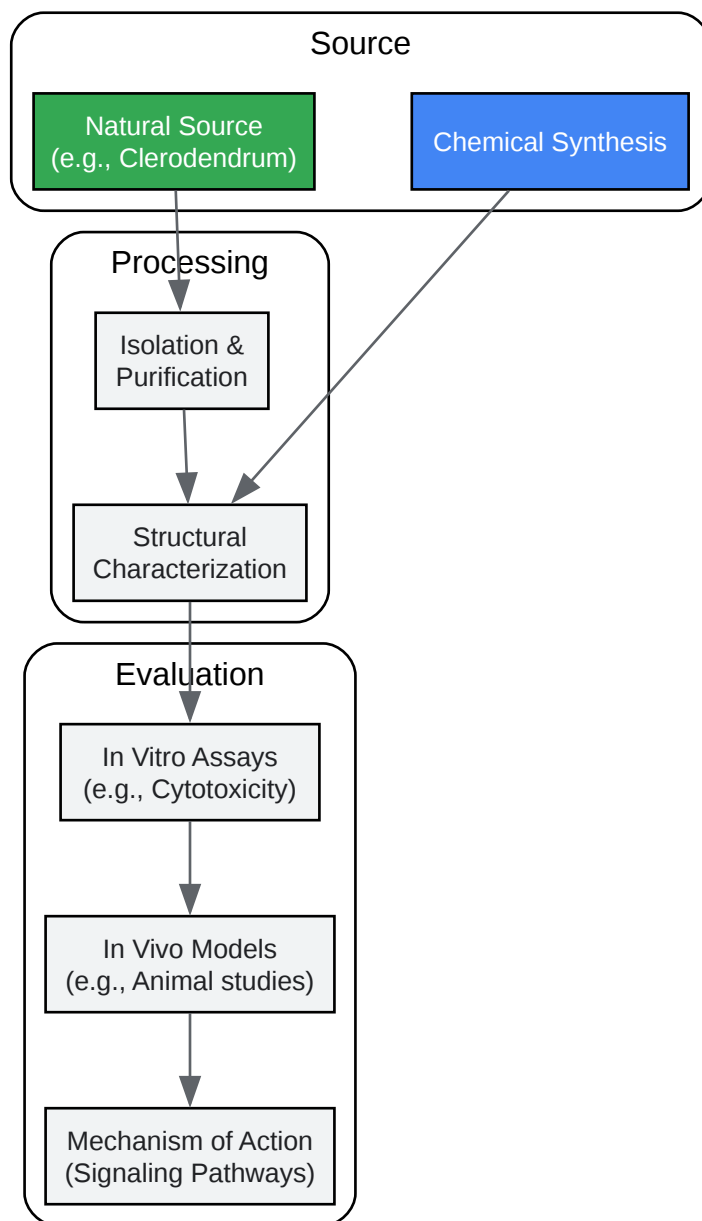 Source
Natural Source
(e.g., Clerodendrum)
Chemical Synthesis
Processing
Isolation &
Purification
Structural
Characterization
Evaluation
In Vitro Assays
(e.g., Cytotoxicity)
In Vivo Models
(e.g., Animal studies)
Mechanism of Action
(Signaling Pathways)